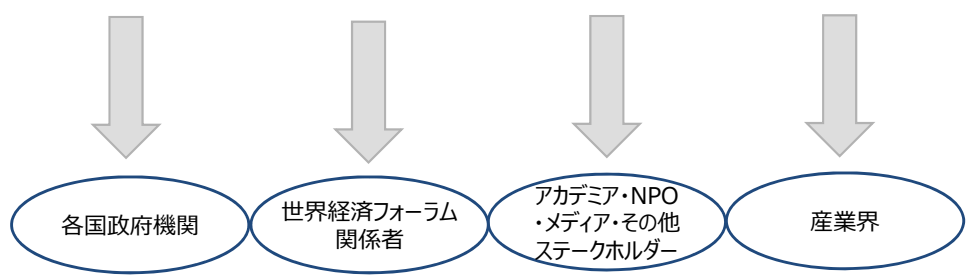 各国政府機関
世界経済フォーラム
関係者
アカデミア・NPO
・メディア・その他
ステークホルダー
産業界